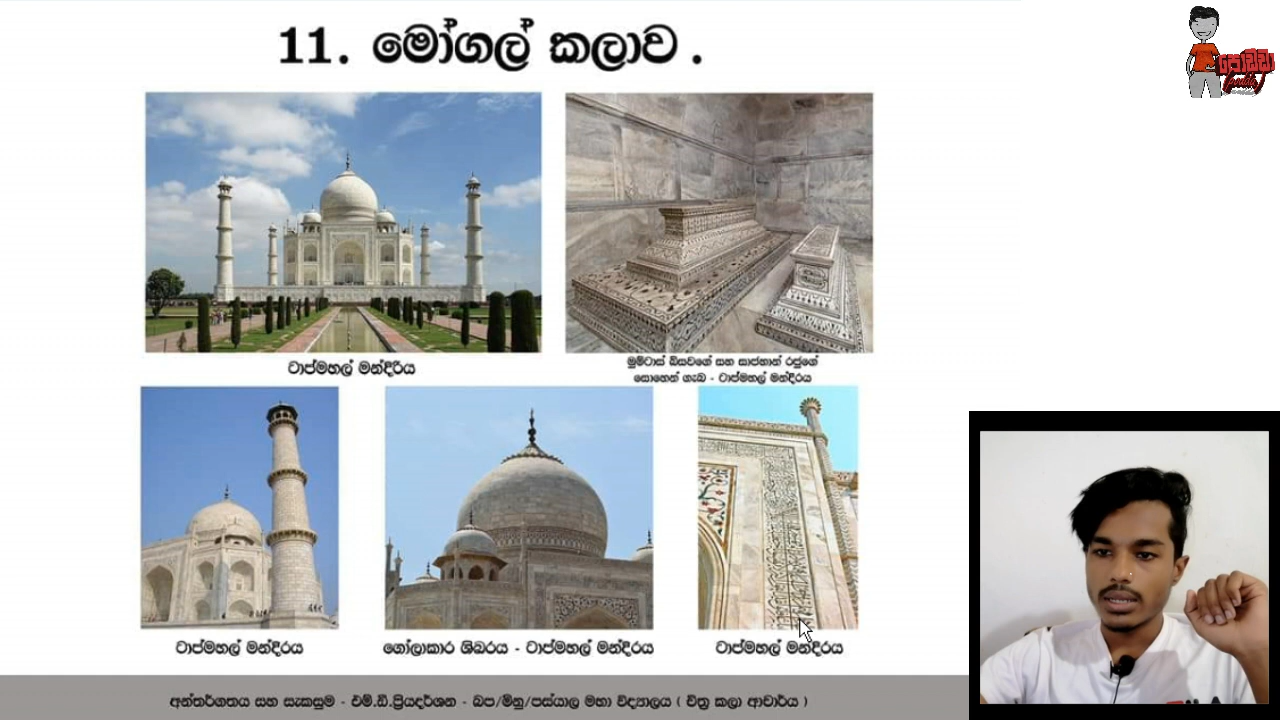 11. මෝගල් කලාව .
පොඩ්ඩා
ටාජ්මහල් මන්දිරය
මුම්ටාස් බිසවගේ සහ සාජහාන් රජුගේ
සොහොන් ගැබ - ටාජ්මහල් මන්දිරය
ටාජ්මහල් මන්දිරය
ගෝලාකාර ශිඛරය - ටාජ්මහල් මන්දිරය
ටාජ්මහල් මන්දිරය
අන්තර්ගතය සහ සැකසුම - එම්.ඩී.ප්‍රියදර්ශන - බප/මිනු/පස්යාල මහා විද්‍යාලය ( චිත්‍ර කලා ආචාර්ය )